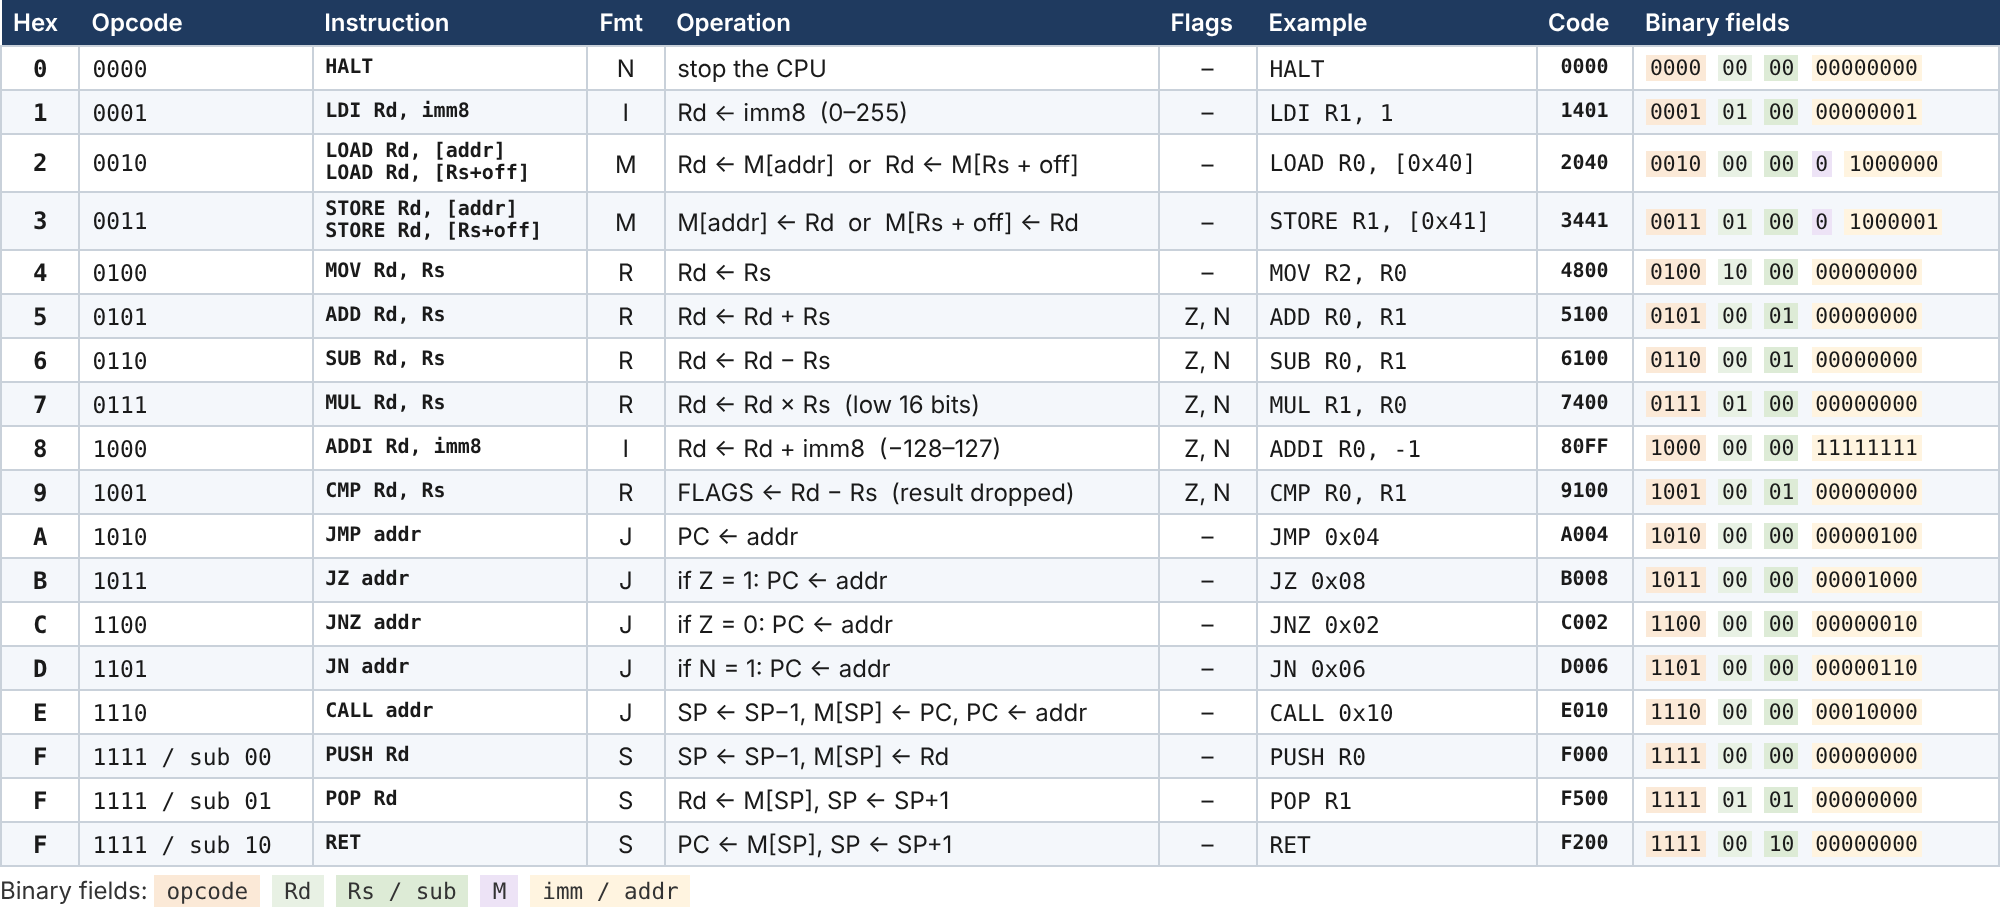 Hex Opcode Instruction Fmt Operation Flags Example Code Binary fields
0 0000 HALT N stop the CPU – HALT 0000 0000 00 00 00000000
1 0001 LDI Rd, imm8 I Rd ← imm8 (0–255) – LDI R1, 1 1401 0001 01 00 00000001
2 0010 LOAD Rd, [addr]
LOAD Rd, [Rs+off] M Rd ← M[addr] or Rd ← M[Rs + off] – LOAD R0, [0x40] 2040 0010 00 00 0 1000000
3 0011 STORE Rd, [addr]
STORE Rd, [Rs+off] M M[addr] ← Rd or M[Rs + off] ← Rd – STORE R1, [0x41] 3441 0011 01 00 0 1000001
4 0100 MOV Rd, Rs R Rd ← Rs – MOV R2, R0 4800 0100 10 00 00000000
5 0101 ADD Rd, Rs R Rd ← Rd + Rs Z, N ADD R0, R1 5100 0101 00 01 00000000
6 0110 SUB Rd, Rs R Rd ← Rd − Rs Z, N SUB R0, R1 6100 0110 00 01 00000000
7 0111 MUL Rd, Rs R Rd ← Rd × Rs (low 16 bits) Z, N MUL R1, R0 7400 0111 01 00 00000000
8 1000 ADDI Rd, imm8 I Rd ← Rd + imm8 (−128–127) Z, N ADDI R0, -1 80FF 1000 00 00 11111111
9 1001 CMP Rd, Rs R FLAGS ← Rd − Rs (result dropped) Z, N CMP R0, R1 9100 1001 00 01 00000000
A 1010 JMP addr J PC ← addr – JMP 0x04 A004 1010 00 00 00000100
B 1011 JZ addr J if Z = 1: PC ← addr – JZ 0x08 B008 1011 00 00 00001000
C 1100 JNZ addr J if Z = 0: PC ← addr – JNZ 0x02 C002 1100 00 00 00000010
D 1101 JN addr J if N = 1: PC ← addr – JN 0x06 D006 1101 00 00 00000110
E 1110 CALL addr J SP ← SP−1, M[SP] ← PC, PC ← addr – CALL 0x10 E010 1110 00 00 00010000
F 1111 / sub 00 PUSH Rd S SP ← SP−1, M[SP] ← Rd – PUSH R0 F000 1111 00 00 00000000
F 1111 / sub 01 POP Rd S Rd ← M[SP], SP ← SP+1 – POP R1 F500 1111 01 01 00000000
F 1111 / sub 10 RET S PC ← M[SP], SP ← SP+1 – RET F200 1111 00 10 00000000
Binary fields: opcode Rd Rs / sub M imm / addr